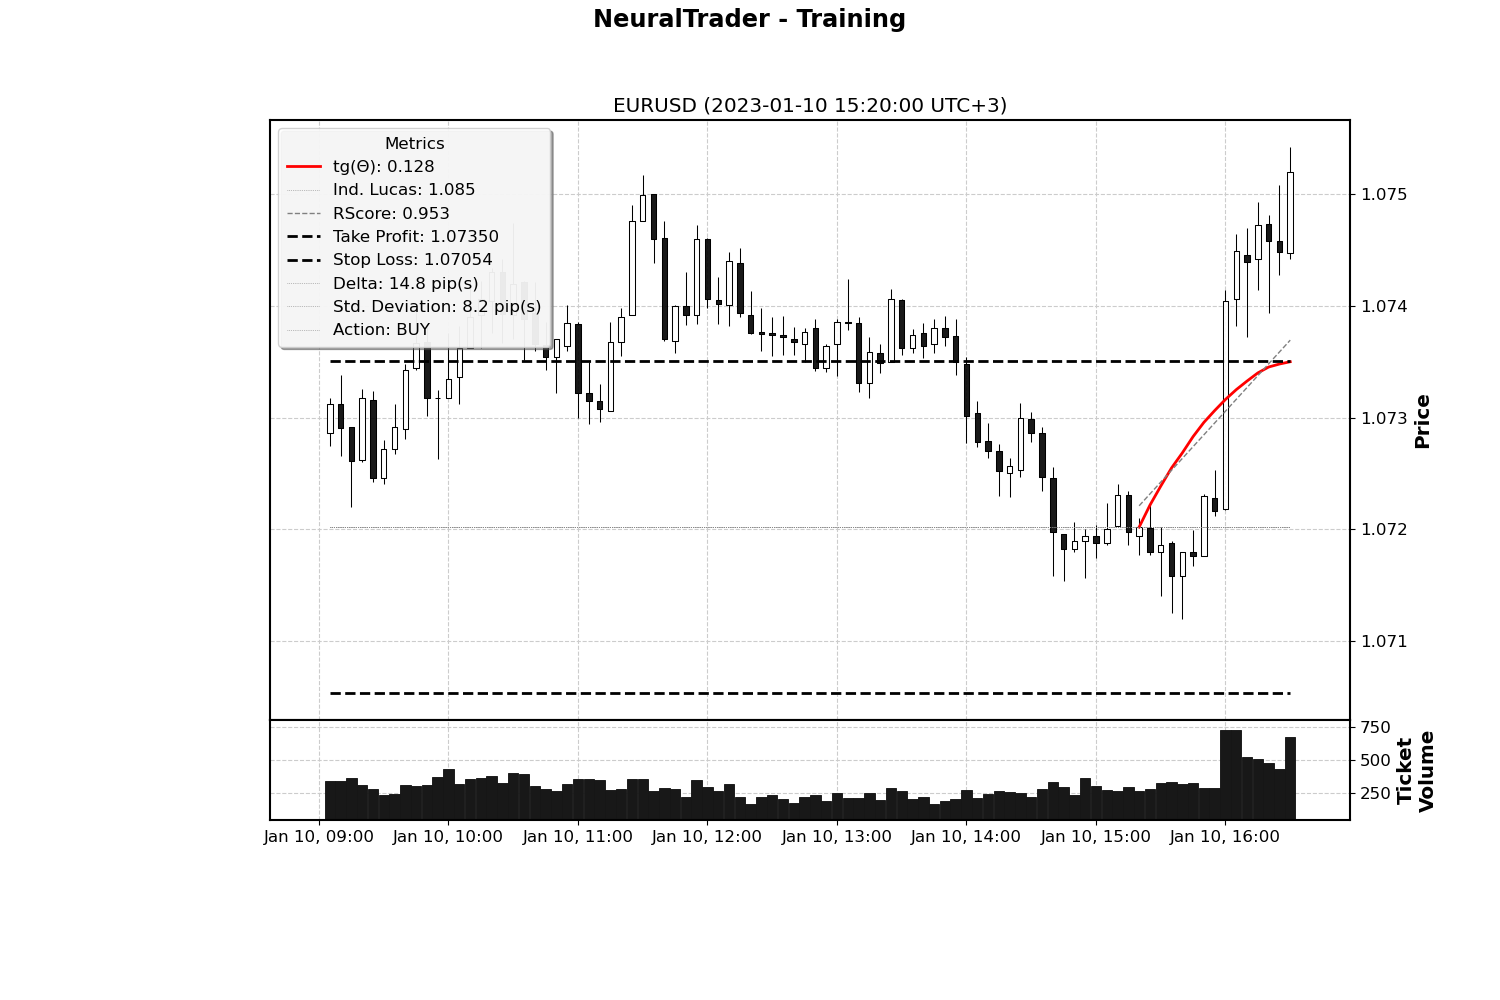 NeuralTrader - Training
EURUSD (2023-01-10 15:20:00 UTC+3)
Metrics
tg(Θ): 0.128
Ind. Lucas: 1.085
RScore: 0.953
Take Profit: 1.07350
Stop Loss: 1.07054
Delta: 14.8 pip(s)
Std. Deviation: 8.2 pip(s)
Action: BUY
1.075
1.074
1.073
1.072
1.071
Price
750
500
250
Ticket
Volume
Jan 10, 09:00 Jan 10, 10:00 Jan 10, 11:00 Jan 10, 12:00 Jan 10, 13:00 Jan 10, 14:00 Jan 10, 15:00 Jan 10, 16:00